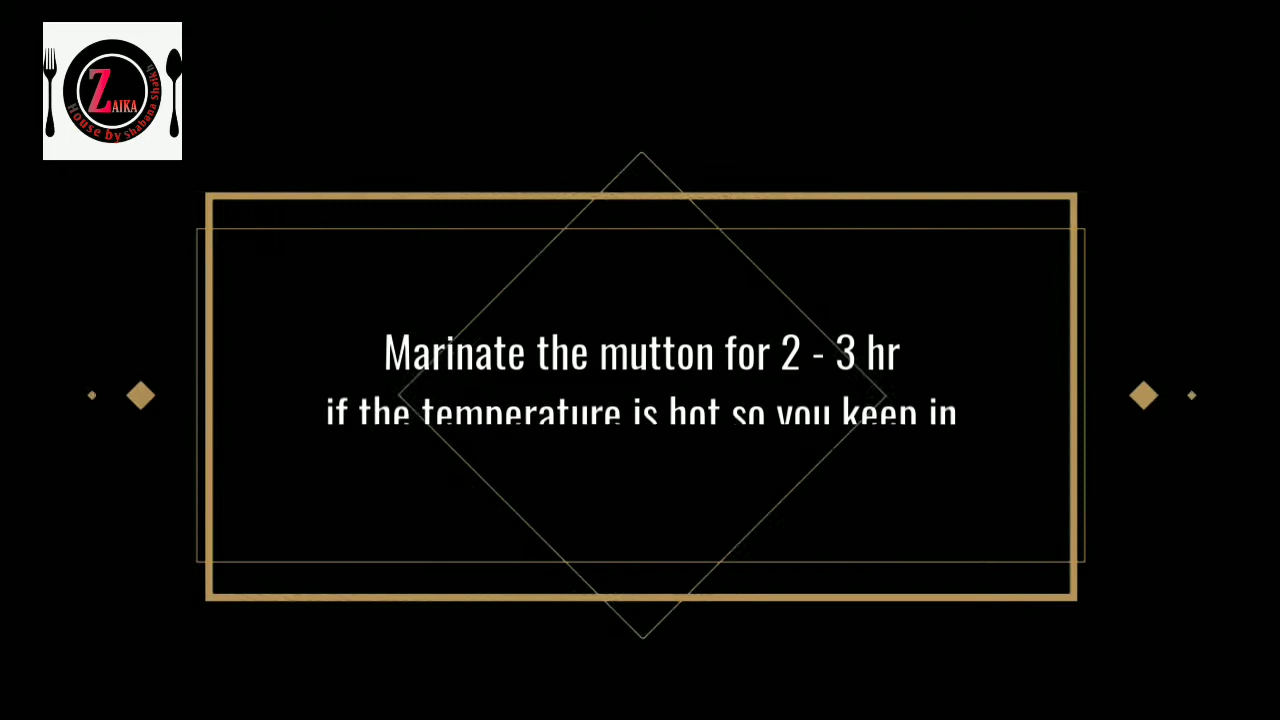 ZAIKA
House by Shabana Shaikh
Marinate the mutton for 2 - 3 hr
if the temperature is hot so you keep in